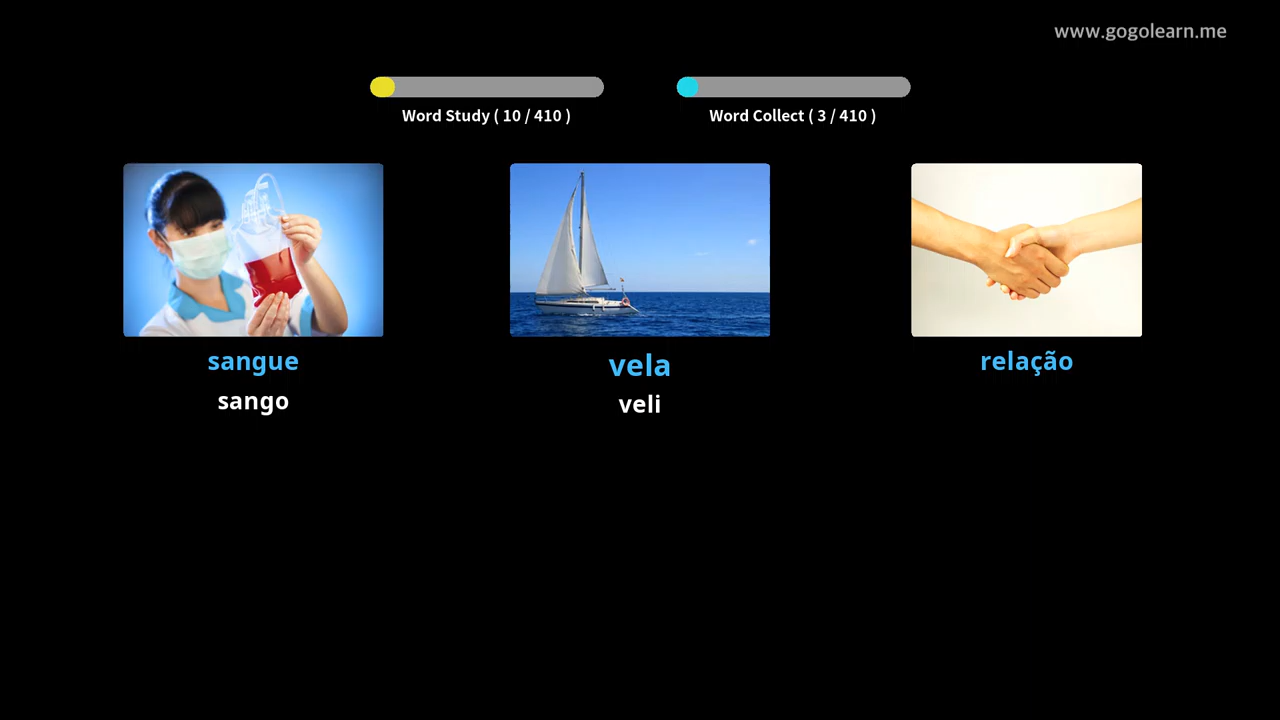 www.gogolearn.me
Word Study ( 10 / 410 )
Word Collect ( 3 / 410 )
sangue
sango
vela
veli
relação